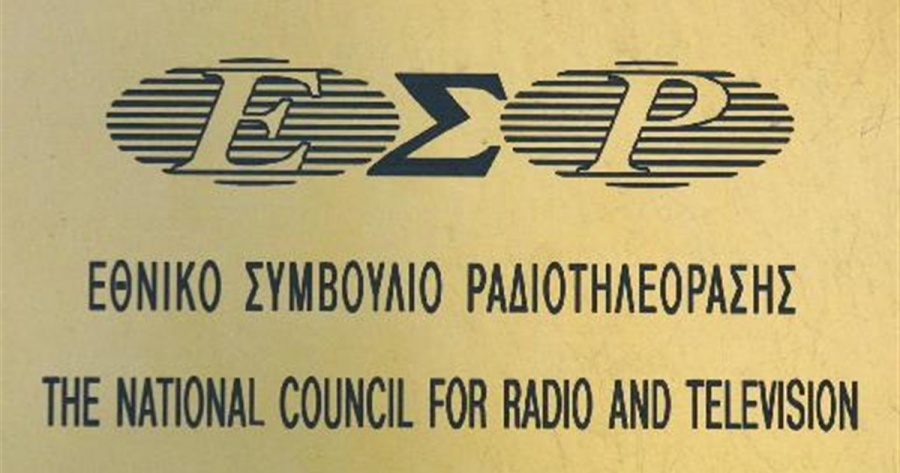 ΕΣΡ
ΕΘΝΙΚΟ ΣΥΜΒΟΥΛΙΟ ΡΑΔΙΟΤΗΛΕΟΡΑΣΗΣ
THE NATIONAL COUNCIL FOR RADIO AND TELEVISION